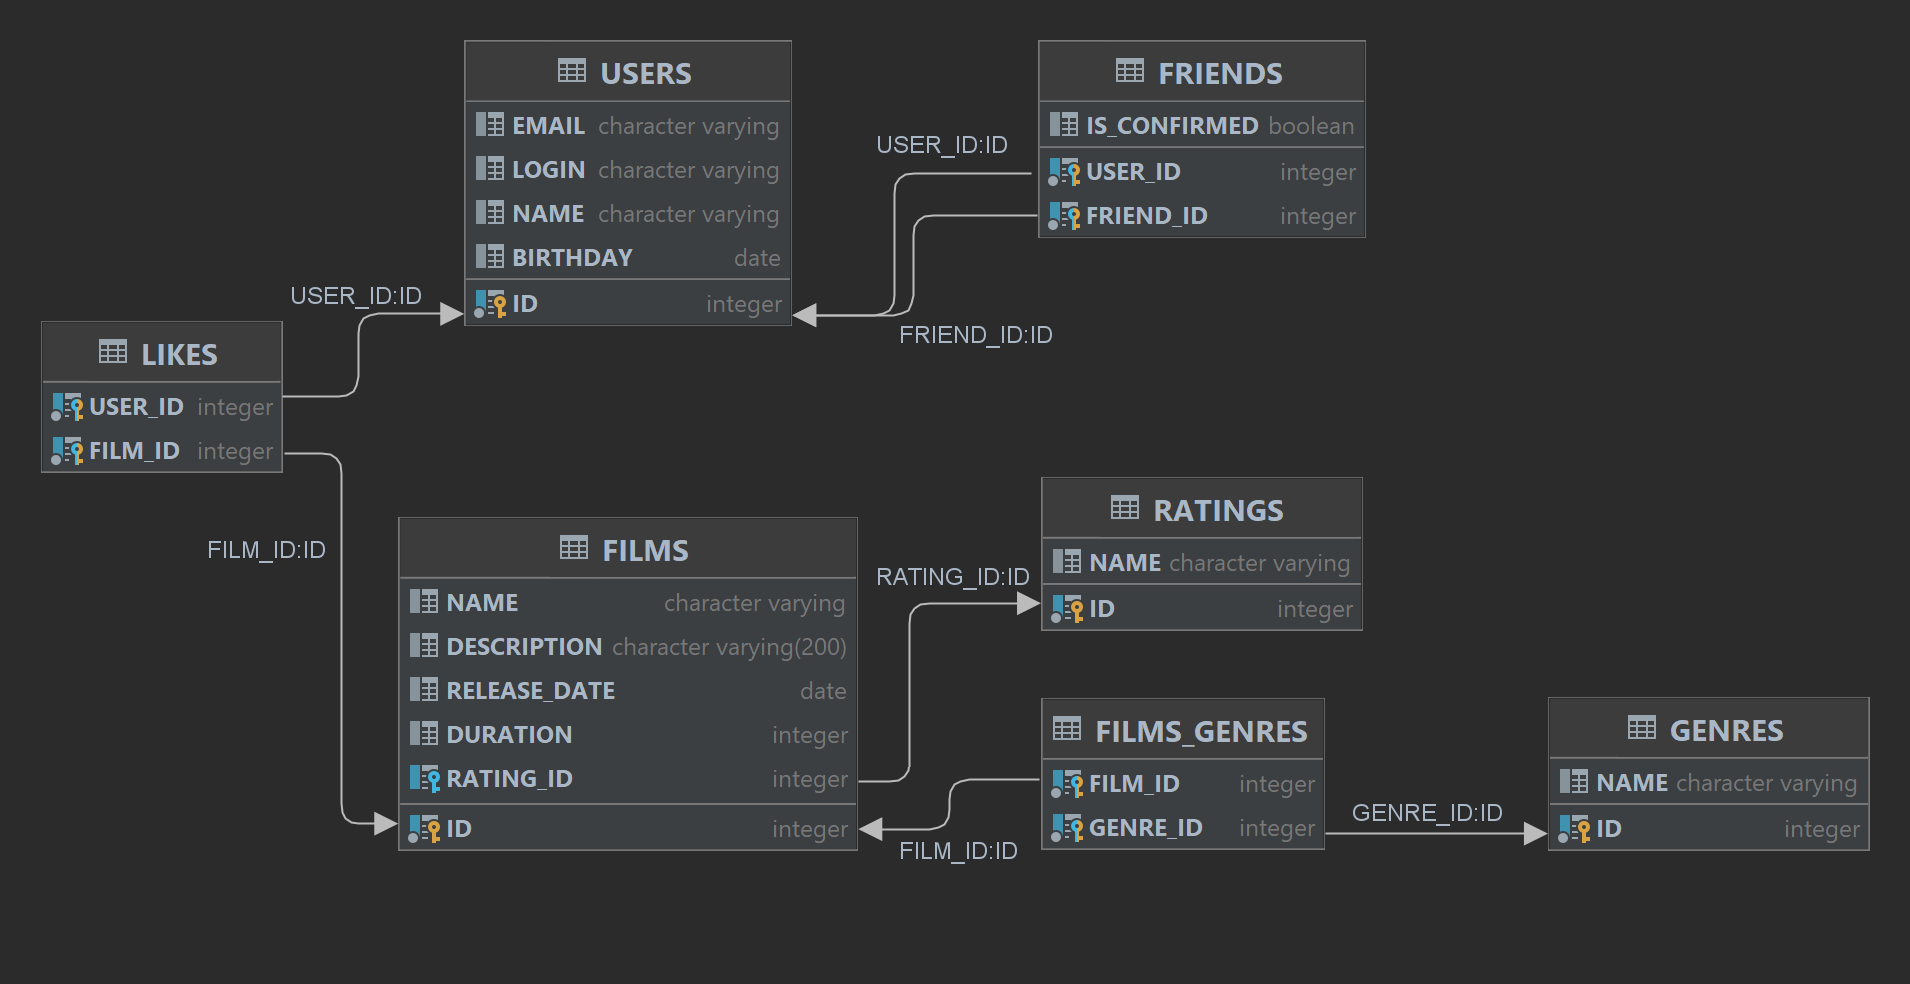 USERS
EMAIL character varying
LOGIN character varying
NAME character varying
BIRTHDAY date
ID integer
FRIENDS
IS_CONFIRMED boolean
USER_ID integer
FRIEND_ID integer
USER_ID:ID
FRIEND_ID:ID
USER_ID:ID
LIKES
USER_ID integer
FILM_ID integer
FILM_ID:ID
FILMS
NAME character varying
DESCRIPTION character varying(200)
RELEASE_DATE date
DURATION integer
RATING_ID integer
ID integer
RATING_ID:ID
RATINGS
NAME character varying
ID integer
FILMS_GENRES
FILM_ID integer
GENRE_ID integer
FILM_ID:ID
GENRE_ID:ID
GENRES
NAME character varying
ID integer